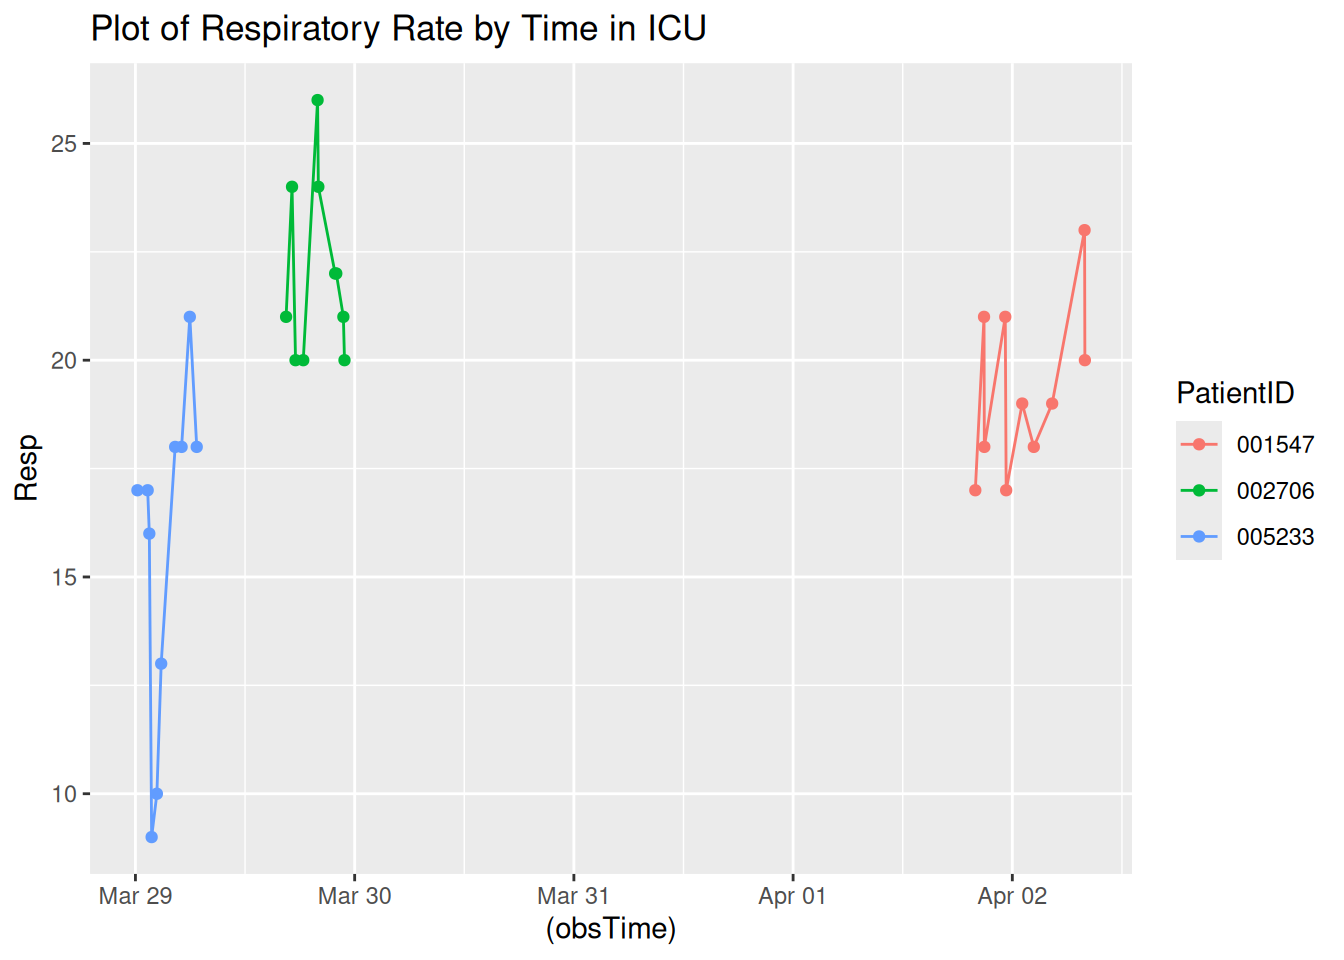 Plot of Respiratory Rate by Time in ICU
25
20
15
10
Resp
Mar 29
Mar 30
Mar 31
Apr 01
Apr 02
(obsTime)
PatientID
001547
002706
005233